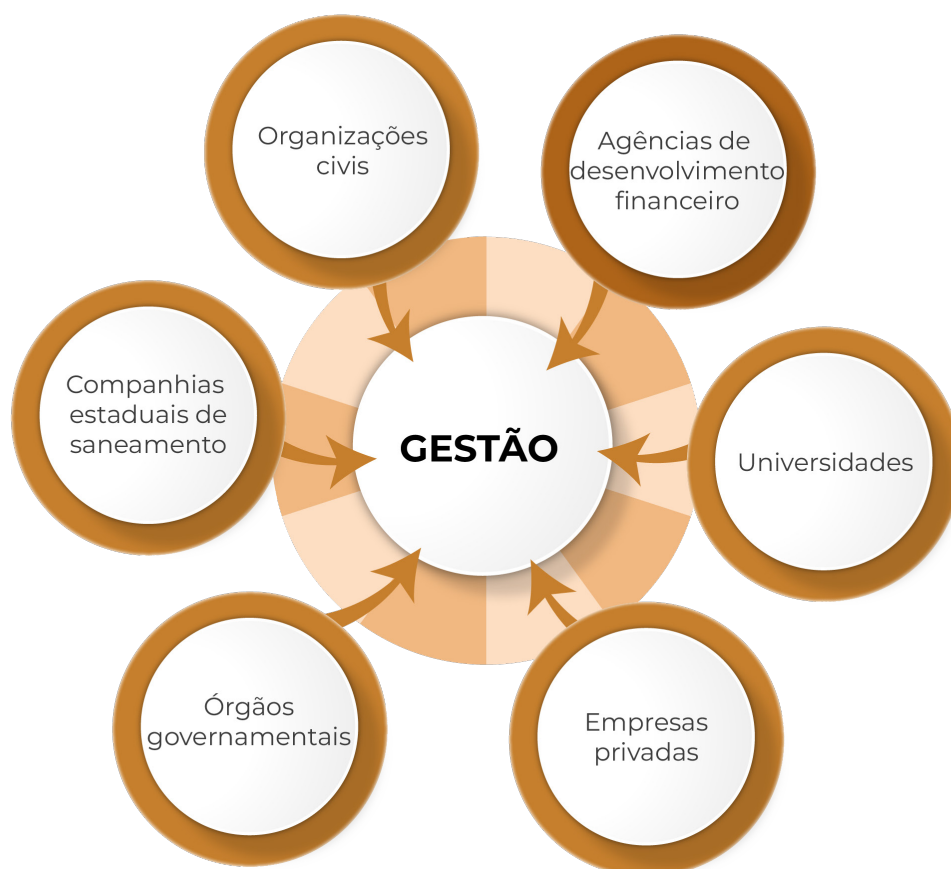 Organizações
civis
Agências de
desenvolvimento
financeiro
Companhias
estaduais de
saneamento
GESTÃO
Universidades
Órgãos
governamentais
Empresas
privadas